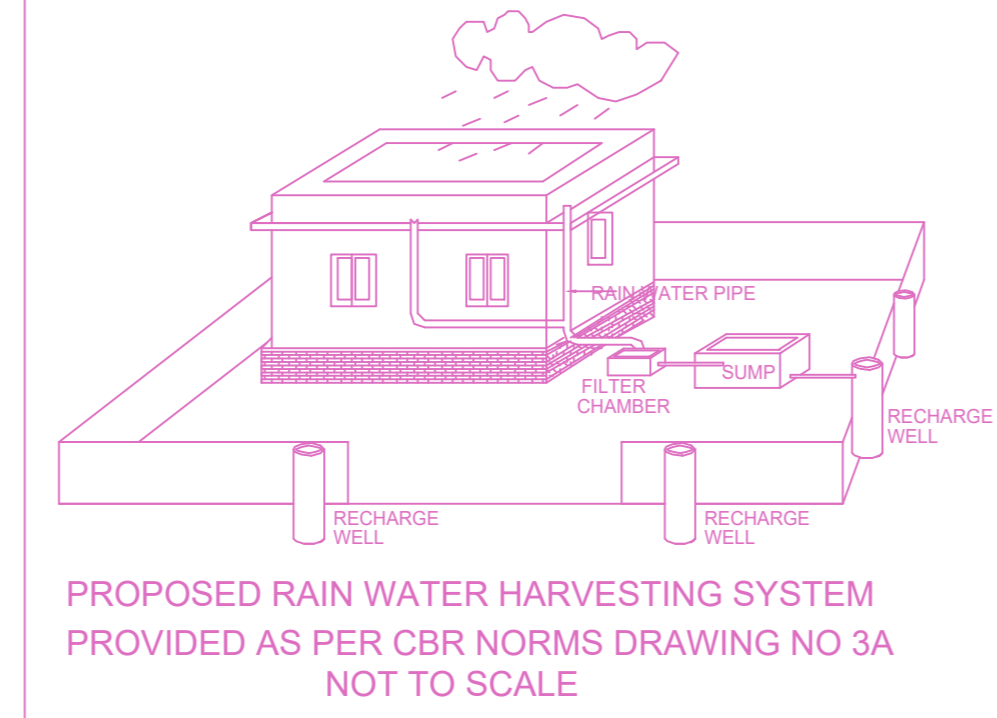 RAIN WATER PIPE
SUMP
FILTER
CHAMBER
RECHARGE
WELL
RECHARGE
WELL
RECHARGE
WELL
PROPOSED RAIN WATER HARVESTING SYSTEM
PROVIDED AS PER CBR NORMS DRAWING NO 3A
NOT TO SCALE